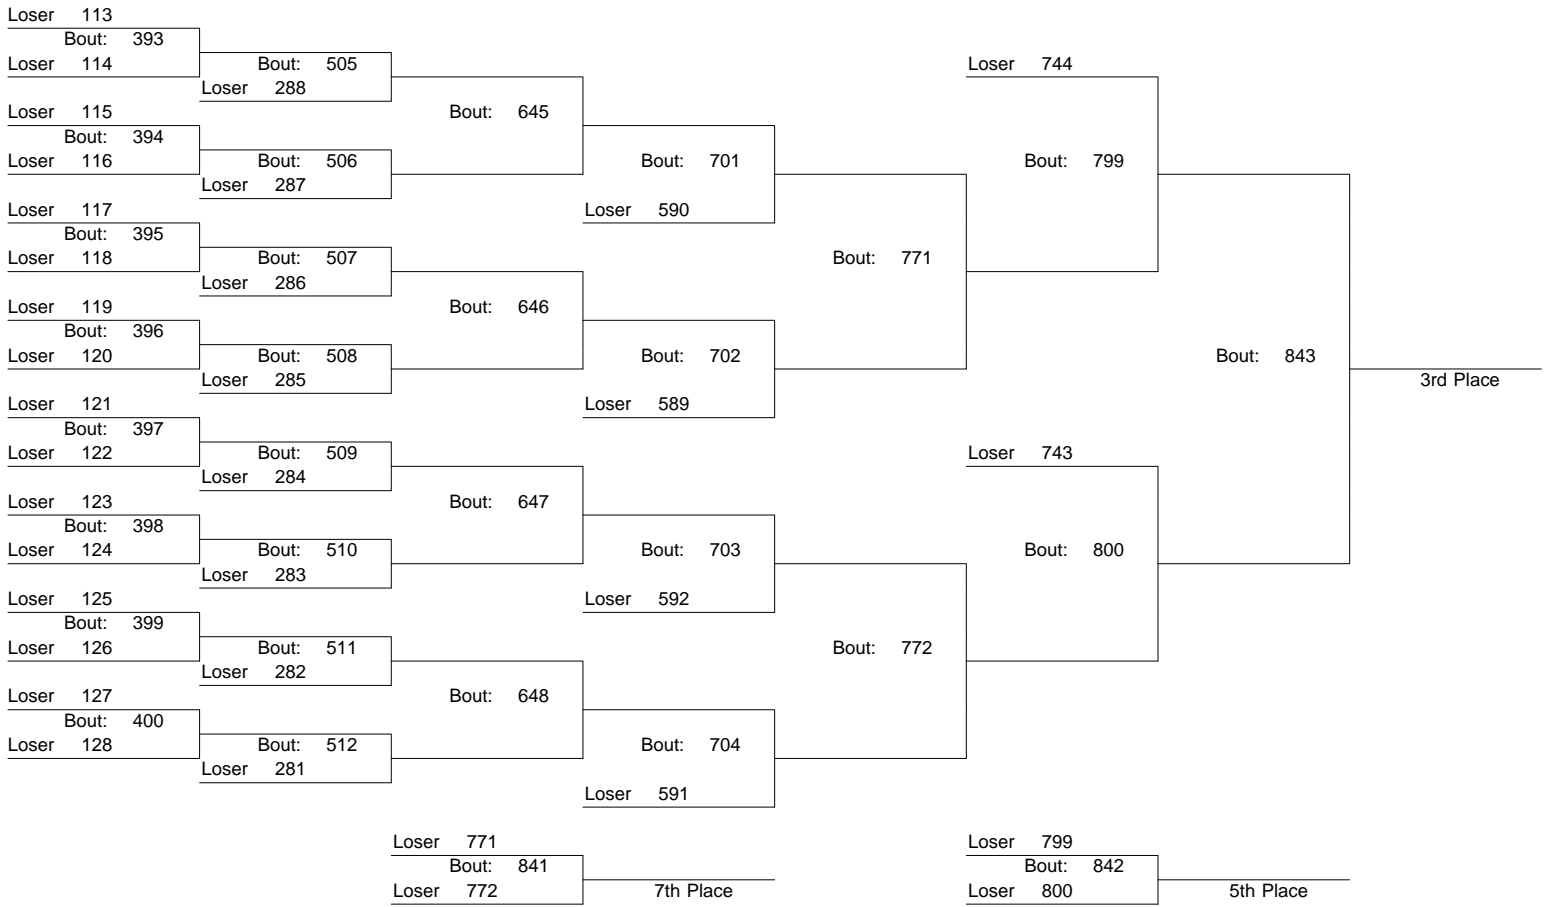 Loser 113
Bout: 393
Loser 114
Bout: 505
Loser 288
Loser 744
Loser 115
Bout: 645
Bout: 394
Loser 116
Bout: 506
Bout: 701
Bout: 799
Loser 287
Loser 117
Loser 590
Bout: 395
Loser 118
Bout: 507
Bout: 771
Loser 286
Loser 119
Bout: 646
Bout: 396
Loser 120
Bout: 508
Bout: 702
Bout: 843
Loser 285
3rd Place
Loser 121
Loser 589
Bout: 397
Loser 122
Bout: 509
Loser 743
Loser 284
Loser 123
Bout: 647
Bout: 398
Loser 124
Bout: 510
Bout: 703
Bout: 800
Loser 283
Loser 125
Loser 592
Bout: 399
Loser 126
Bout: 511
Bout: 772
Loser 282
Loser 127
Bout: 648
Bout: 400
Loser 128
Bout: 512
Bout: 704
Loser 281
Loser 591
Loser 771
Bout: 841
Loser 772
7th Place
Loser 799
Bout: 842
Loser 800
5th Place